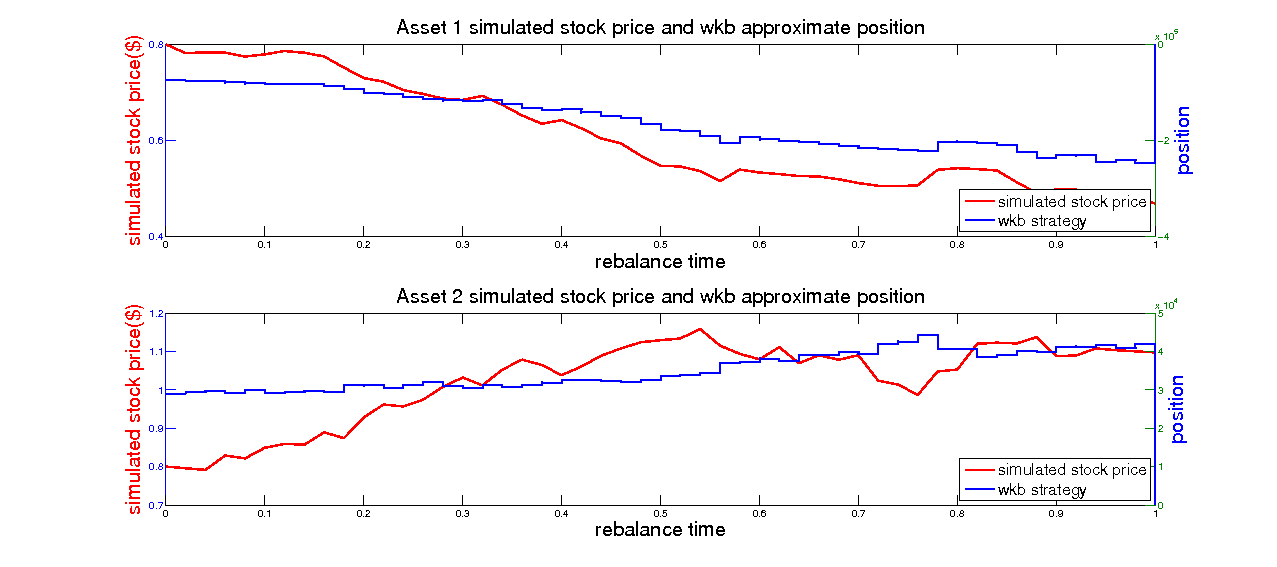 Asset 1 simulated stock price and wkb approximate position
simulated stock price($)
0.8
0.6
0.4
0 0.1 0.2 0.3 0.4 0.5 0.6 0.7 0.8 0.9 1
rebalance time
0
-2
-4
position
simulated stock price
wkb strategy
Asset 2 simulated stock price and wkb approximate position
simulated stock price($)
1.2
1.1
1
0.9
0.8
0.7
0 0.1 0.2 0.3 0.4 0.5 0.6 0.7 0.8 0.9 1
rebalance time
x 10^4
5
4
3
2
1
0
position
simulated stock price
wkb strategy